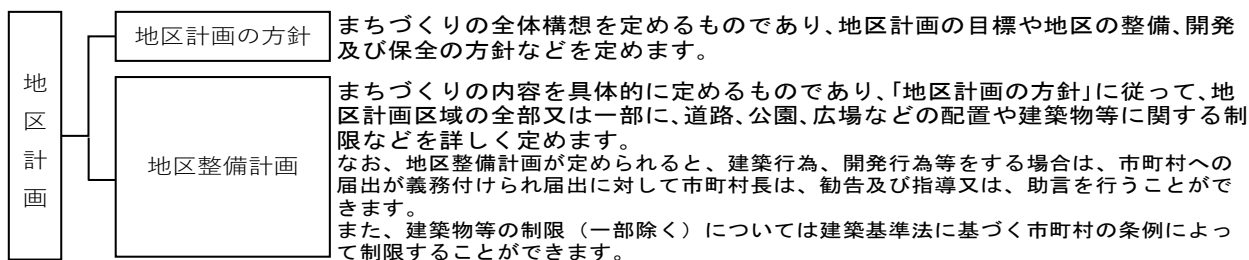 地区計画
地区計画の方針
まちづくりの全体構想を定めるものであり、地区計画の目標や地区の整備、開発
及び保全の方針などを定めます。
地区整備計画
まちづくりの内容を具体的に定めるものであり、「地区計画の方針」に従って、地
区計画区域の全部又は一部に、道路、公園、広場などの配置や建築物等に関する制
限などを詳しく定めます。
なお、地区整備計画が定められると、建築行為、開発行為等をする場合は、市町村への
届出が義務付けられ届出に対して市町村長は、勧告及び指導又は、助言を行うことがで
きます。
また、建築物等の制限（一部除く）については建築基準法に基づく市町村の条例によっ
て制限することができます。